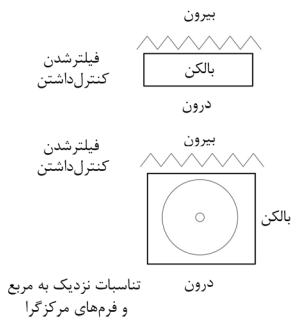 بیرون
فیلترشدن
کنترل‌داشتن
بالکن
درون
فیلترشدن
کنترل‌داشتن
بیرون
بالکن
درون
تناسبات نزدیک به مربع
و فرم‌های مرکزگرا